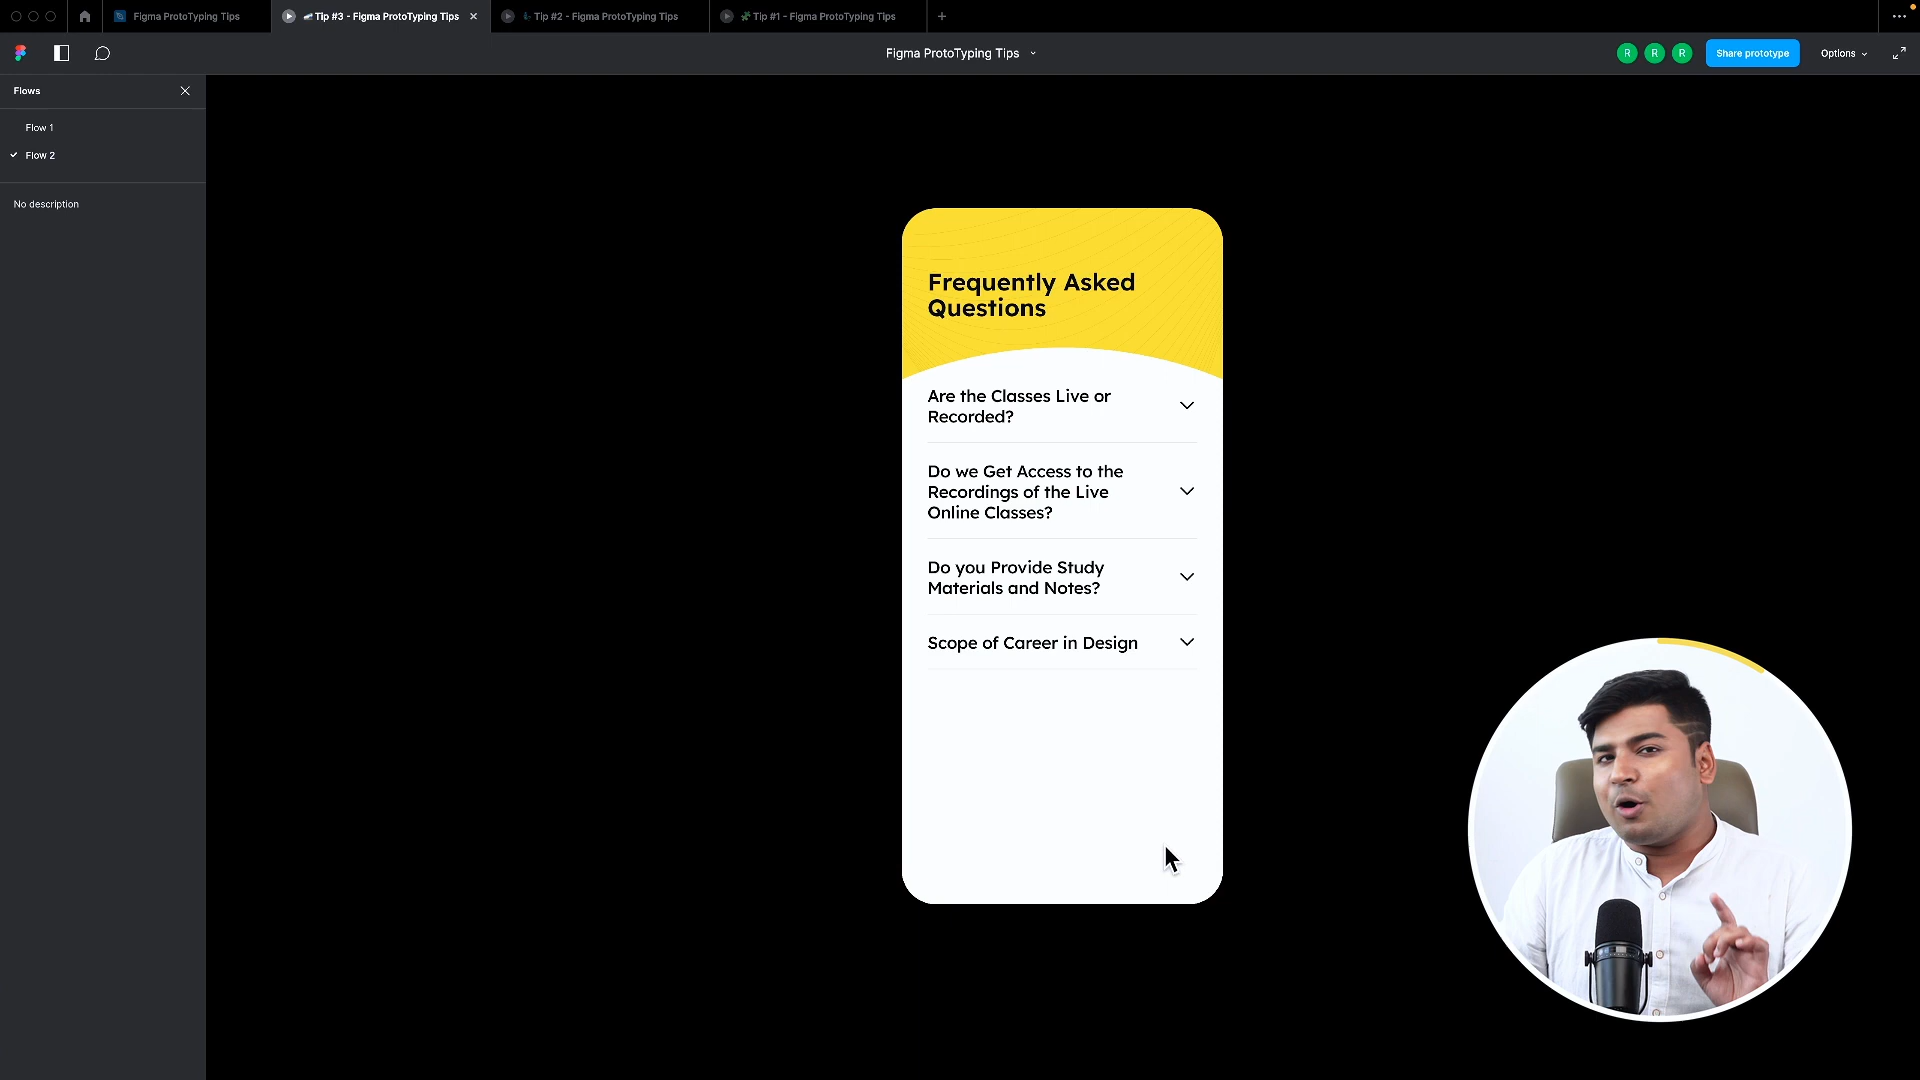 Figma ProtoTyping Tips
Tip #3 - Figma ProtoTyping Tips
Tip #2 - Figma ProtoTyping Tips
Tip #1 - Figma ProtoTyping Tips
Figma ProtoTyping Tips
R R R
Share prototype
Options
Flows
Flow 1
Flow 2
No description
Frequently Asked
Questions
Are the Classes Live or
Recorded?
Do we Get Access to the
Recordings of the Live
Online Classes?
Do you Provide Study
Materials and Notes?
Scope of Career in Design